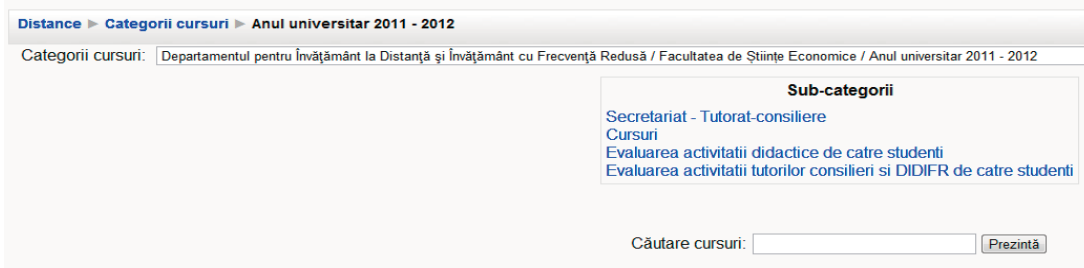 Distance ► Categorii cursuri ► Anul universitar 2011 - 2012
Categorii cursuri: Departamentul pentru Învăţământ la Distanţă şi Învăţământ cu Frecvenţă Redusă / Facultatea de Științe Economice / Anul universitar 2011 - 2012
Sub-categorii
Secretariat - Tutorat-consiliere
Cursuri
Evaluarea activitatii didactice de catre studenti
Evaluarea activitatii tutorilor consilieri si DIDIFR de catre studenti
Căutare cursuri: Prezintă